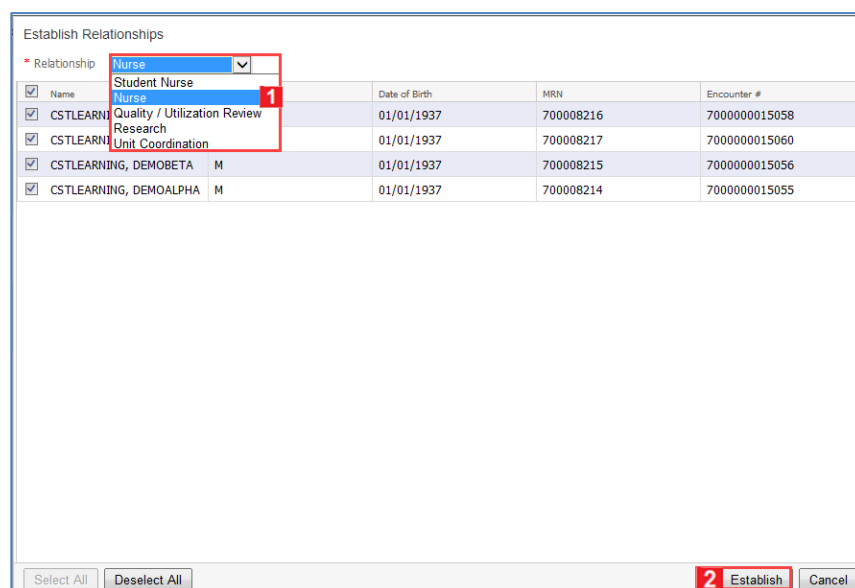 Establish Relationships
* Relationship Nurse
Student Nurse
Nurse 1
Quality / Utilization Review
Research
Unit Coordination
Name Date of Birth MRN Encounter #
CSTLEARNI 01/01/1937 700008216 7000000015058
CSTLEARNI 01/01/1937 700008217 7000000015060
CSTLEARNING, DEMOBETA M 01/01/1937 700008215 7000000015056
CSTLEARNING, DEMOALPHA M 01/01/1937 700008214 7000000015055
Select All Deselect All 2 Establish Cancel